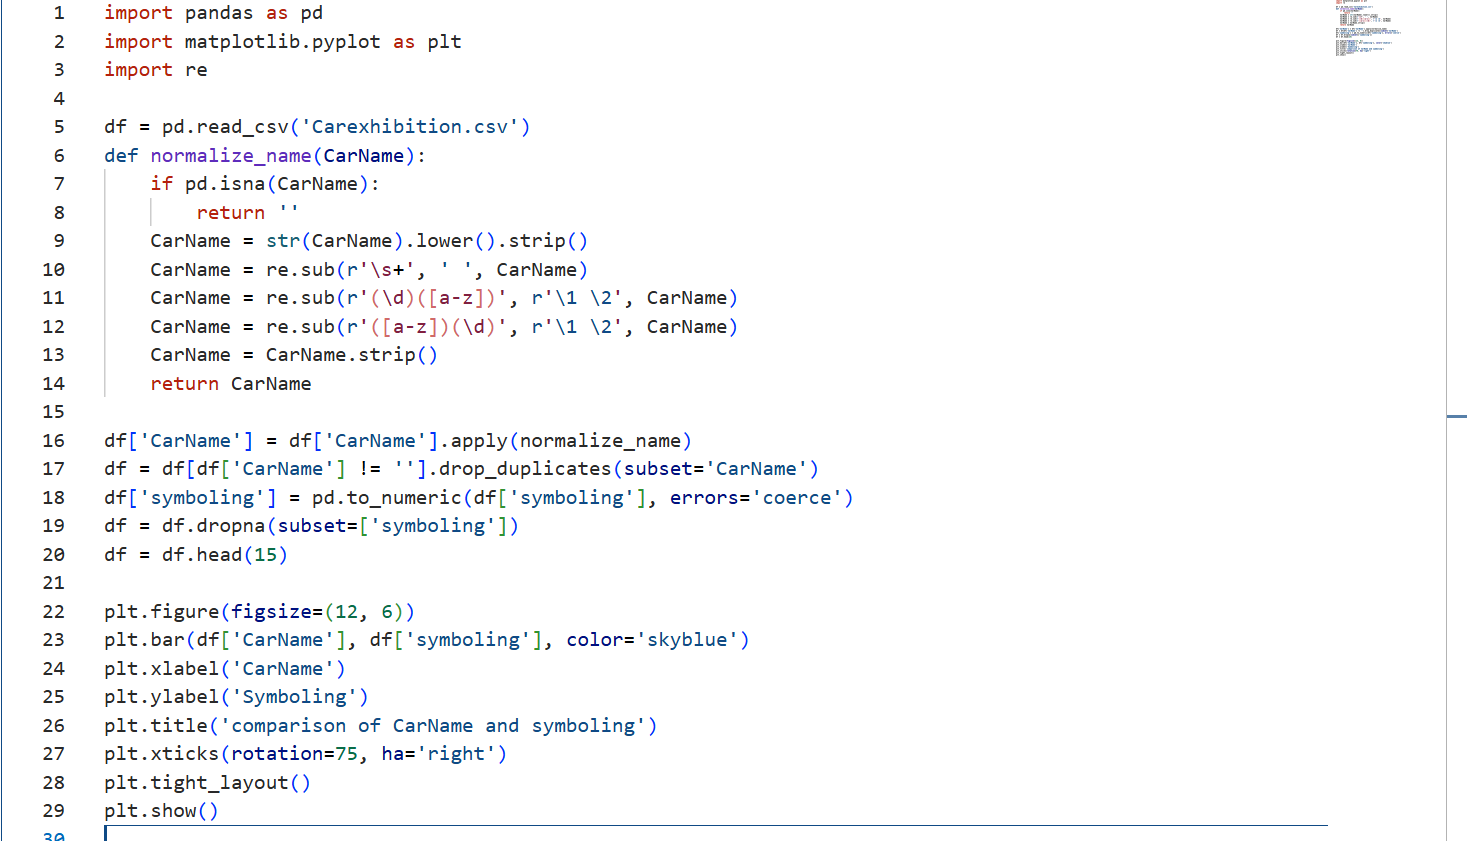 1 import pandas as pd
2 import matplotlib.pyplot as plt
3 import re
4
5 df = pd.read_csv('Carexhibition.csv')
6 def normalize_name(CarName):
7     if pd.isna(CarName):
8         return ''
9     CarName = str(CarName).lower().strip()
10     CarName = re.sub(r'\s+', ' ', CarName)
11     CarName = re.sub(r'(\d)([a-z])', r'\1 \2', CarName)
12     CarName = re.sub(r'([a-z])(\d)', r'\1 \2', CarName)
13     CarName = CarName.strip()
14     return CarName
15
16 df['CarName'] = df['CarName'].apply(normalize_name)
17 df = df[df['CarName'] != ''].drop_duplicates(subset='CarName')
18 df['symboling'] = pd.to_numeric(df['symboling'], errors='coerce')
19 df = df.dropna(subset=['symboling'])
20 df = df.head(15)
21
22 plt.figure(figsize=(12, 6))
23 plt.bar(df['CarName'], df['symboling'], color='skyblue')
24 plt.xlabel('CarName')
25 plt.ylabel('Symboling')
26 plt.title('comparison of CarName and symboling')
27 plt.xticks(rotation=75, ha='right')
28 plt.tight_layout()
29 plt.show()
30